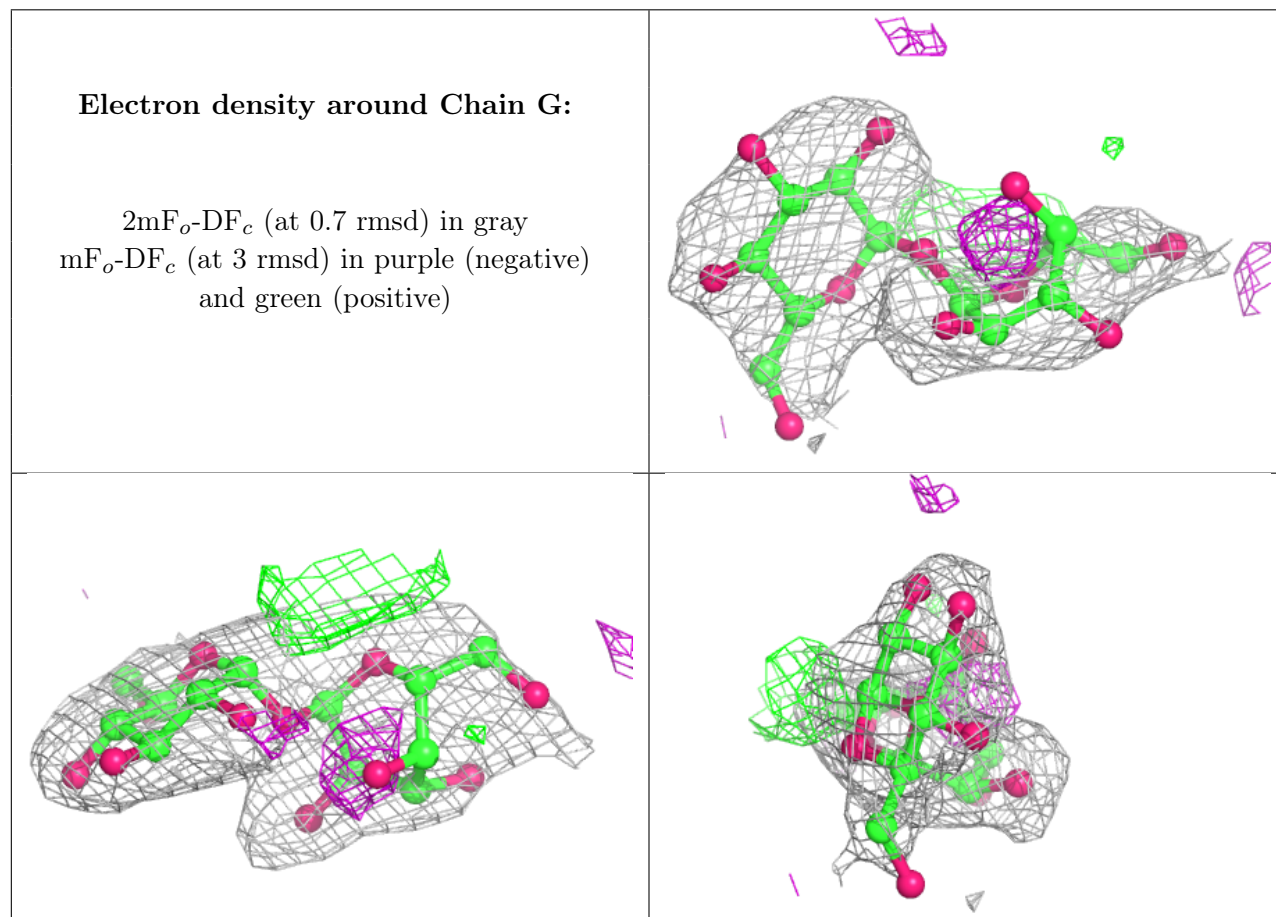 Electron density around Chain G:
2mFₒ-DF𝒸 (at 0.7 rmsd) in gray
mFₒ-DF𝒸 (at 3 rmsd) in purple (negative)
and green (positive)